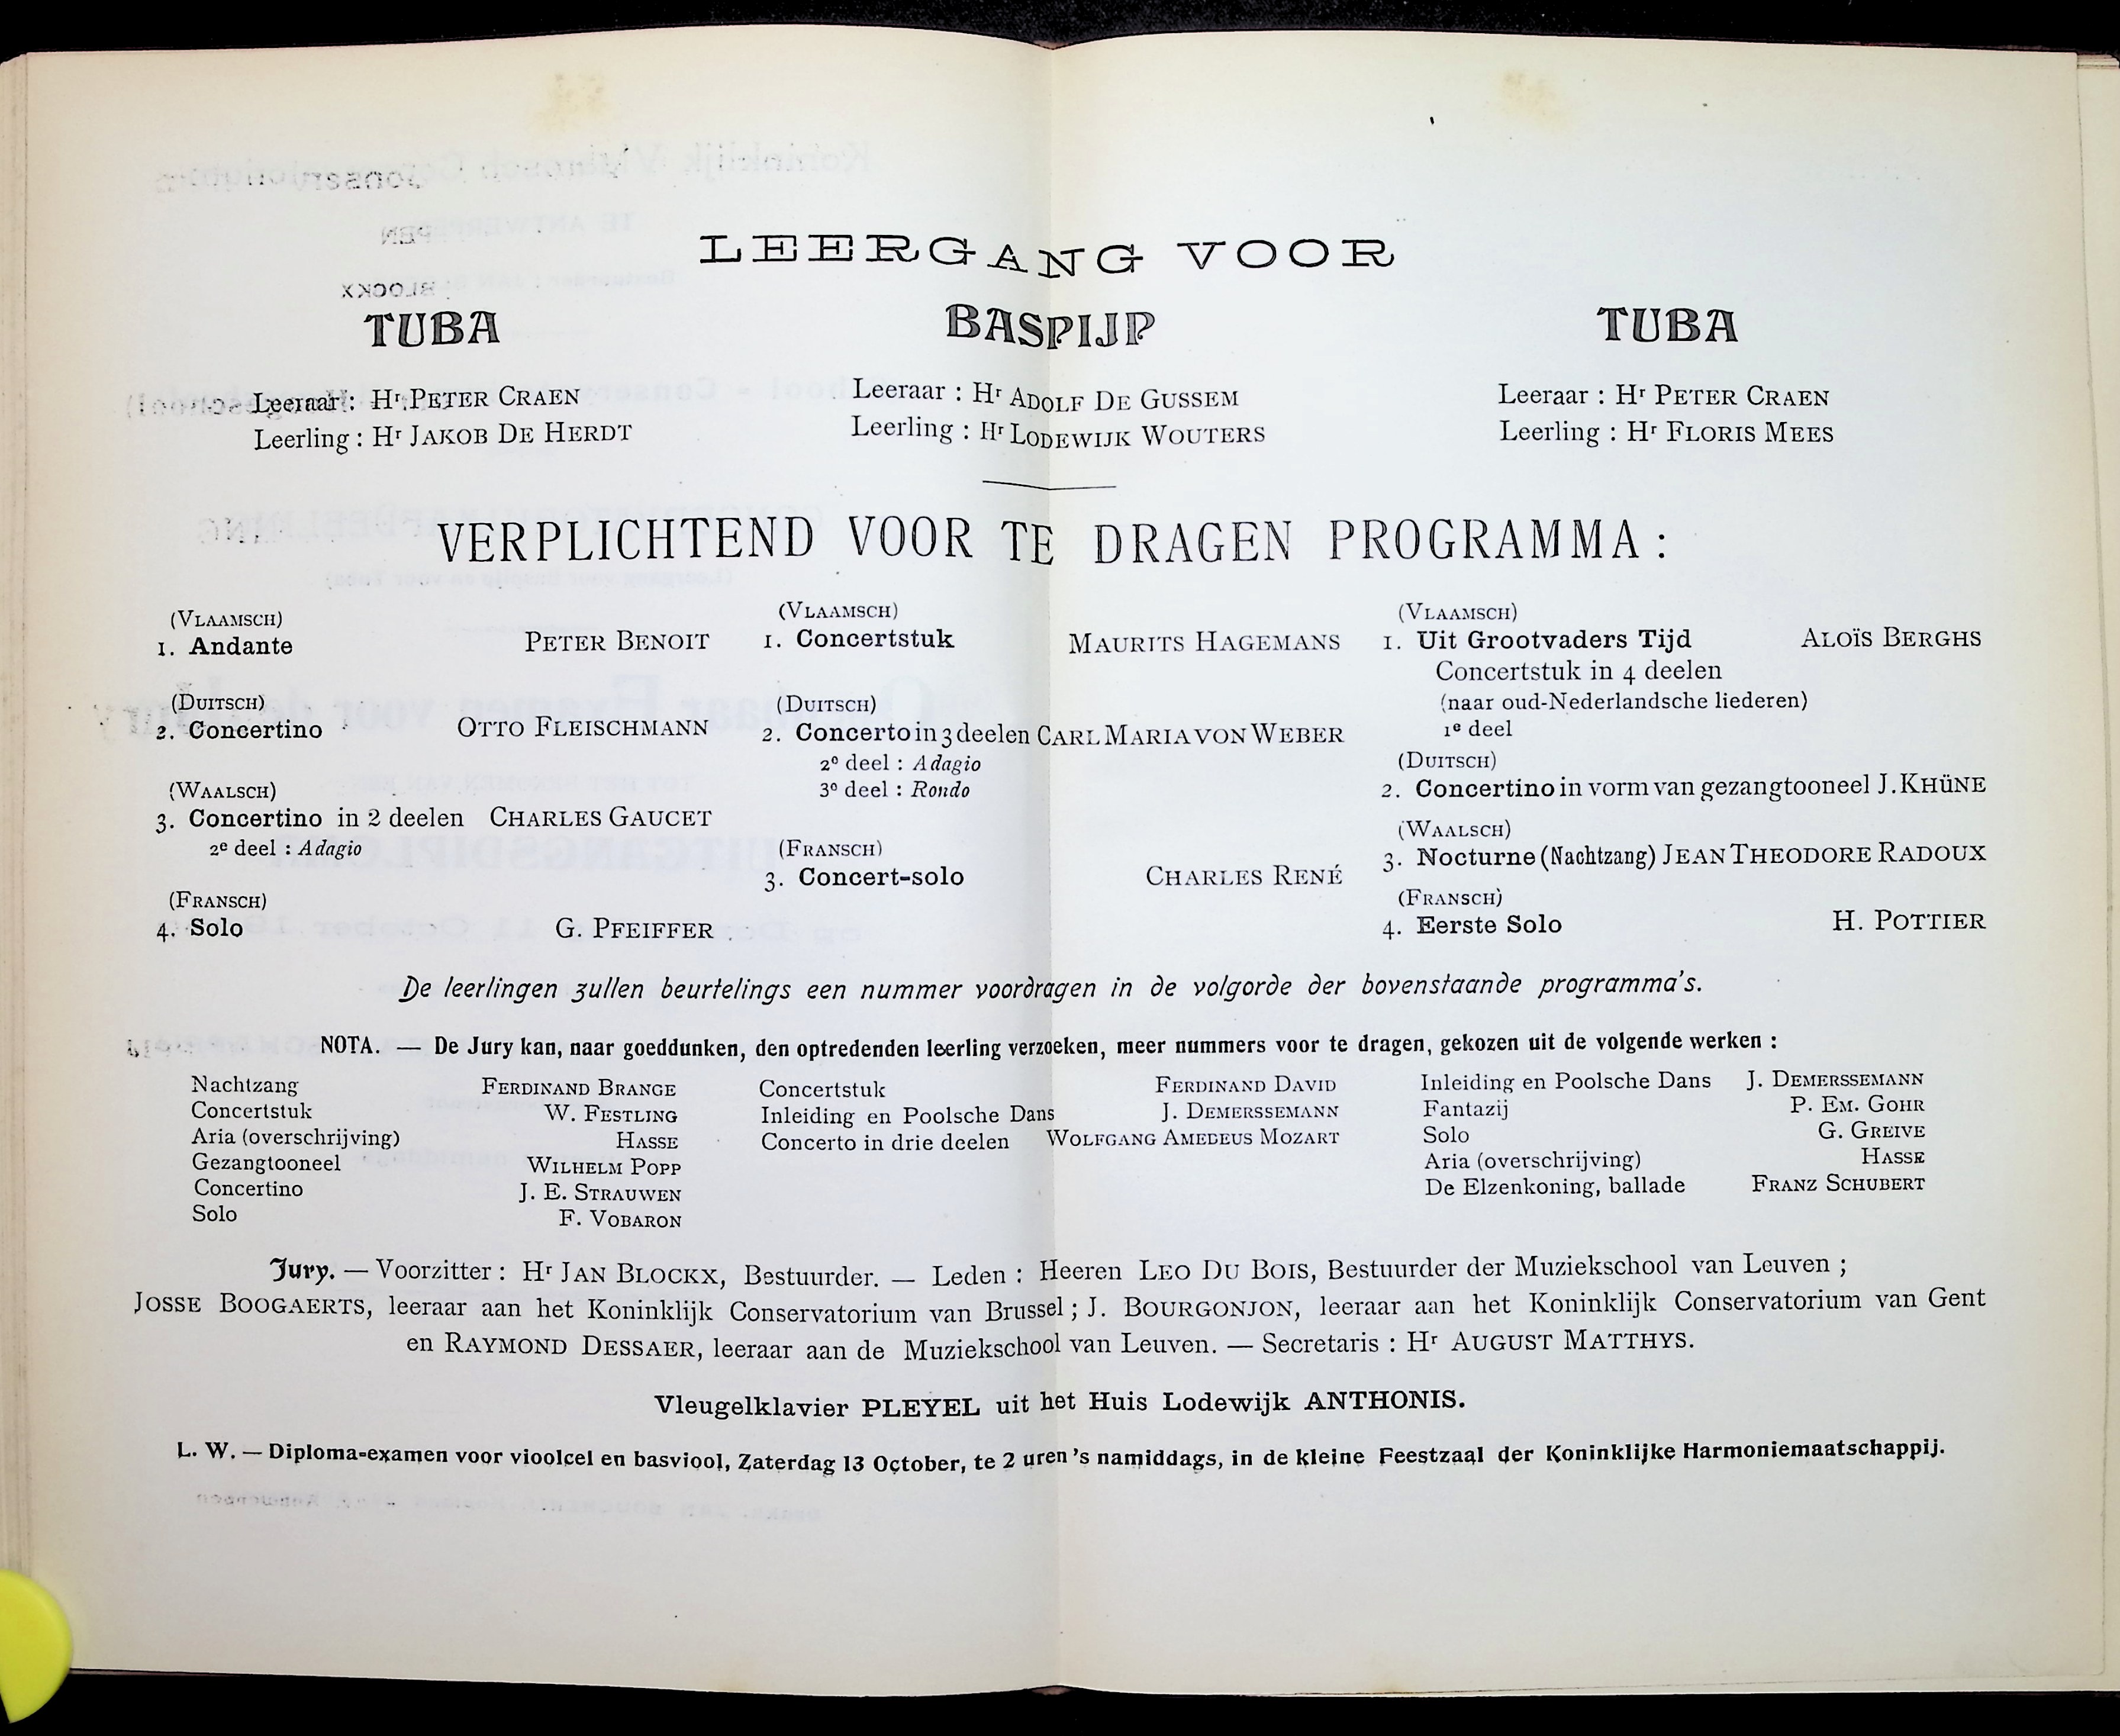 LEERGANG VOOR
TUBA
Leeraar : Hr. PETER CRAEN
Leerling : Hr JAKOB DE HERDT
BASPIJP
Leeraar : Hr ADOLF DE GUSSEM
Leerling : Hr LODEWIJK WOUTERS
TUBA
Leeraar : Hr PETER CRAEN
Leerling : Hr FLORIS MEES
VERPLICHTEND VOOR TE DRAGEN PROGRAMMA :
(VLAAMSCH)
1. Andante PETER BENOIT
(DUITSCH)
2. Concertino OTTO FLEISCHMANN
(WAALSCH)
3. Concertino in 2 deelen CHARLES GAUCET
2e deel : Adagio
(FRANSCH)
4. Solo G. PFEIFFER
(VLAAMSCH)
1. Concertstuk MAURITS HAGEMANS
(DUITSCH)
2. Concerto in 3 deelen CARL MARIA VON WEBER
2e deel : Adagio
3e deel : Rondo
(FRANSCH)
3. Concert-solo CHARLES RENÉ
(VLAAMSCH)
1. Uit Grootvaders Tijd ALOÏS BERGHS
Concertstuk in 4 deelen
(naar oud-Nederlandsche liederen)
1e deel
(DUITSCH)
2. Concertino in vorm van gezangtooneel J. KHÜNE
(WAALSCH)
3. Nocturne (Nachtzang) JEAN THEODORE RADOUX
(FRANSCH)
4. Eerste Solo H. POTTIER
De leerlingen zullen beurtelings een nummer voordragen in de volgorde der bovenstaande programma's.
NOTA. — De Jury kan, naar goeddunken, den optredenden leerling verzoeken, meer nummers voor te dragen, gekozen uit de volgende werken :
Nachtzang FERDINAND BRANGE
Concertstuk W. FESTLING
Aria (overschrijving) HASSE
Gezangtooneel WILHELM POPP
Concertino J. E. STRAUWEN
Solo F. VOBARON
Concertstuk FERDINAND DAVID
Inleiding en Poolsche Dans J. DEMERSSEMANN
Concerto in drie deelen WOLFGANG AMEDEUS MOZART
Inleiding en Poolsche Dans J. DEMERSSEMANN
Fantazij P. EM. GOHR
Solo G. GREIVE
Aria (overschrijving) HASSE
De Elzenkoning, ballade FRANZ SCHUBERT
Jury. — Voorzitter : Hr JAN BLOCKX, Bestuurder. — Leden : Heeren LEO DU BOIS, Bestuurder der Muziekschool van Leuven ;
JOSSE BOOGAERTS, leeraar aan het Koninklijk Conservatorium van Brussel ; J. BOURGONJON, leeraar aan het Koninklijk Conservatorium van Gent
en RAYMOND DESSAER, leeraar aan de Muziekschool van Leuven. — Secretaris : Hr AUGUST MATTHYS.
Vleugelklavier PLEYEL uit het Huis Lodewijk ANTHONIS.
L. W. — Diploma-examen voor vioolcel en basviool, Zaterdag 13 October, te 2 uren 's namiddags, in de kleine Feestzaal der Koninklijke Harmoniemaatschappij.